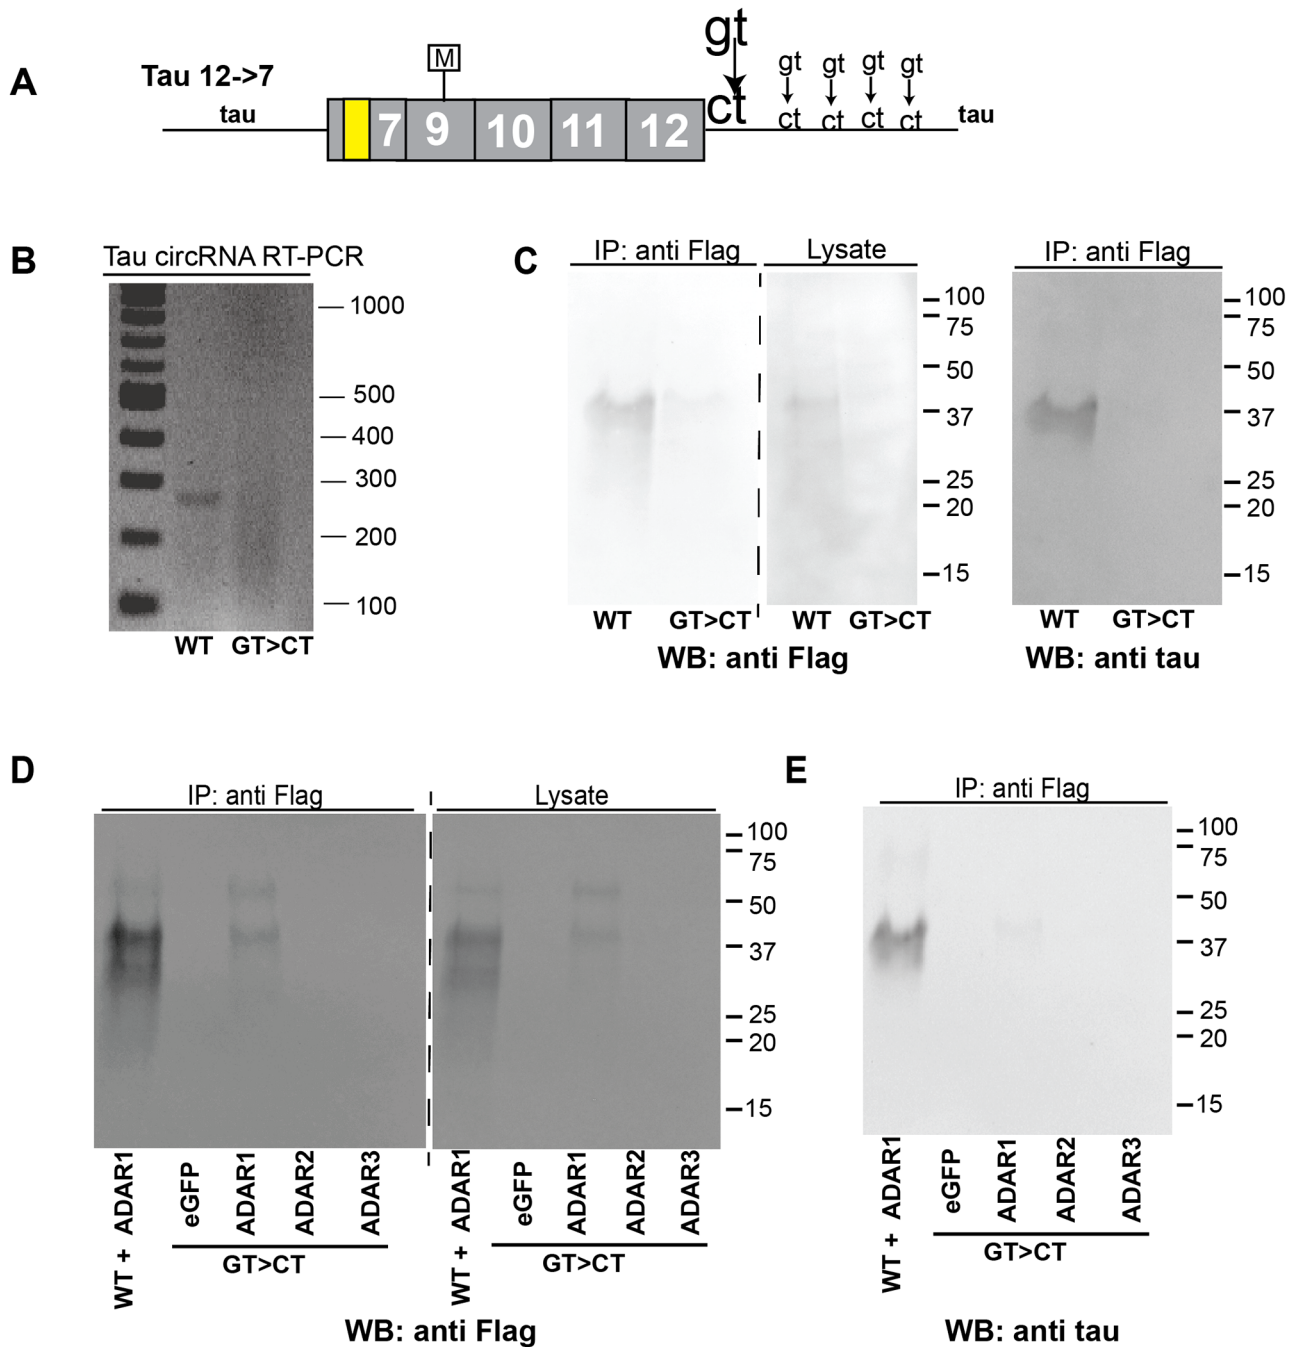 A
Tau 12->7
tau
M
7 9 10 11 12
gt
ct
gt gt gt gt
ct ct ct ct
tau
B
Tau circRNA RT-PCR
1000
500
400
300
200
100
WT GT>CT
C
IP: anti Flag
Lysate
100
75
50
37
25
20
15
WT GT>CT WT GT>CT
WB: anti Flag
IP: anti Flag
100
75
50
37
25
20
15
WT GT>CT
WB: anti tau
D
IP: anti Flag
Lysate
100
75
50
37
25
20
15
WT + ADAR1
eGFP
ADAR1
ADAR2
ADAR3
GT>CT
WT + ADAR1
eGFP
ADAR1
ADAR2
ADAR3
GT>CT
WB: anti Flag
E
IP: anti Flag
100
75
50
37
25
20
15
WT + ADAR1
eGFP
ADAR1
ADAR2
ADAR3
GT>CT
WB: anti tau